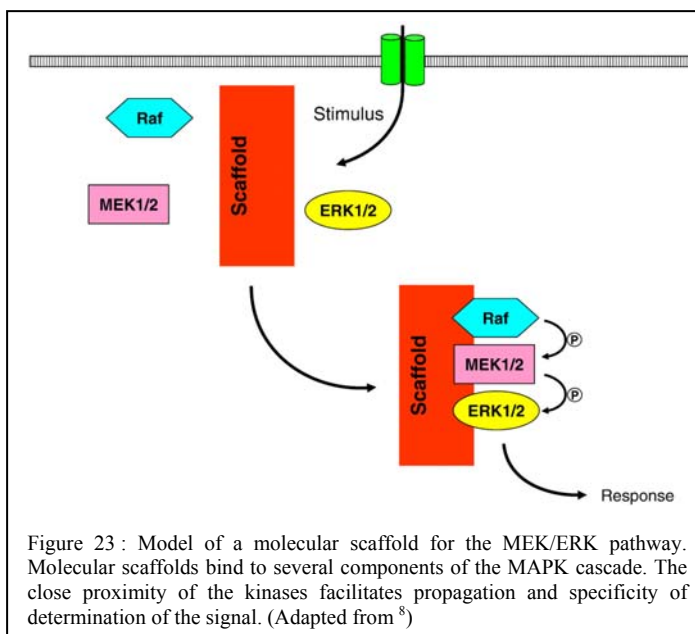 Raf
Stimulus
MEK1/2
Scaffold
ERK1/2
Scaffold
Raf
P
MEK1/2
P
ERK1/2
Response
Figure 23 : Model of a molecular scaffold for the MEK/ERK pathway.
Molecular scaffolds bind to several components of the MAPK cascade. The
close proximity of the kinases facilitates propagation and specificity of
determination of the signal. (Adapted from 8)